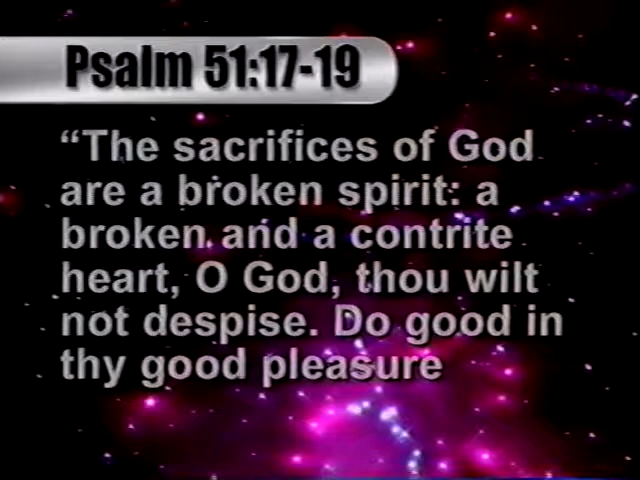 Psalm 51:17-19
“The sacrifices of God
are a broken spirit: a
broken and a contrite
heart, O God, thou wilt
not despise. Do good in
thy good pleasure